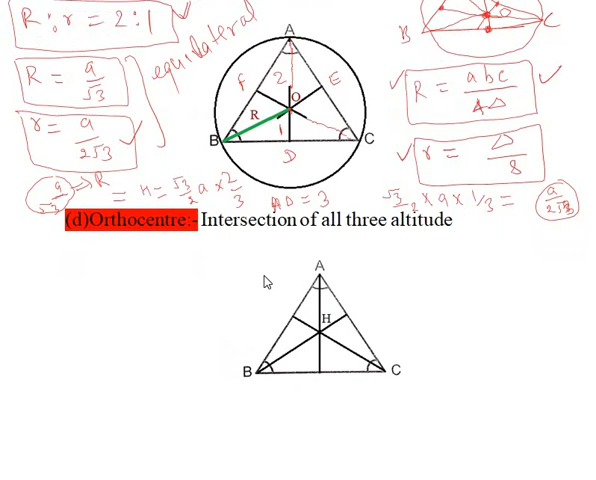 R : r = 2 : 1
R = a/√3
r = a/2√3
equilateral
A
F
2
E
O
R
1
B
C
D
B
O
C
R = abc/4Δ
r = Δ/8
a/√3 → R = H = √3/2 a × 2/3
AD = 3
√3/2 × a × 1/3 = a/2√3
(d)Orthocentre:- Intersection of all three altitude
A
H
B
C